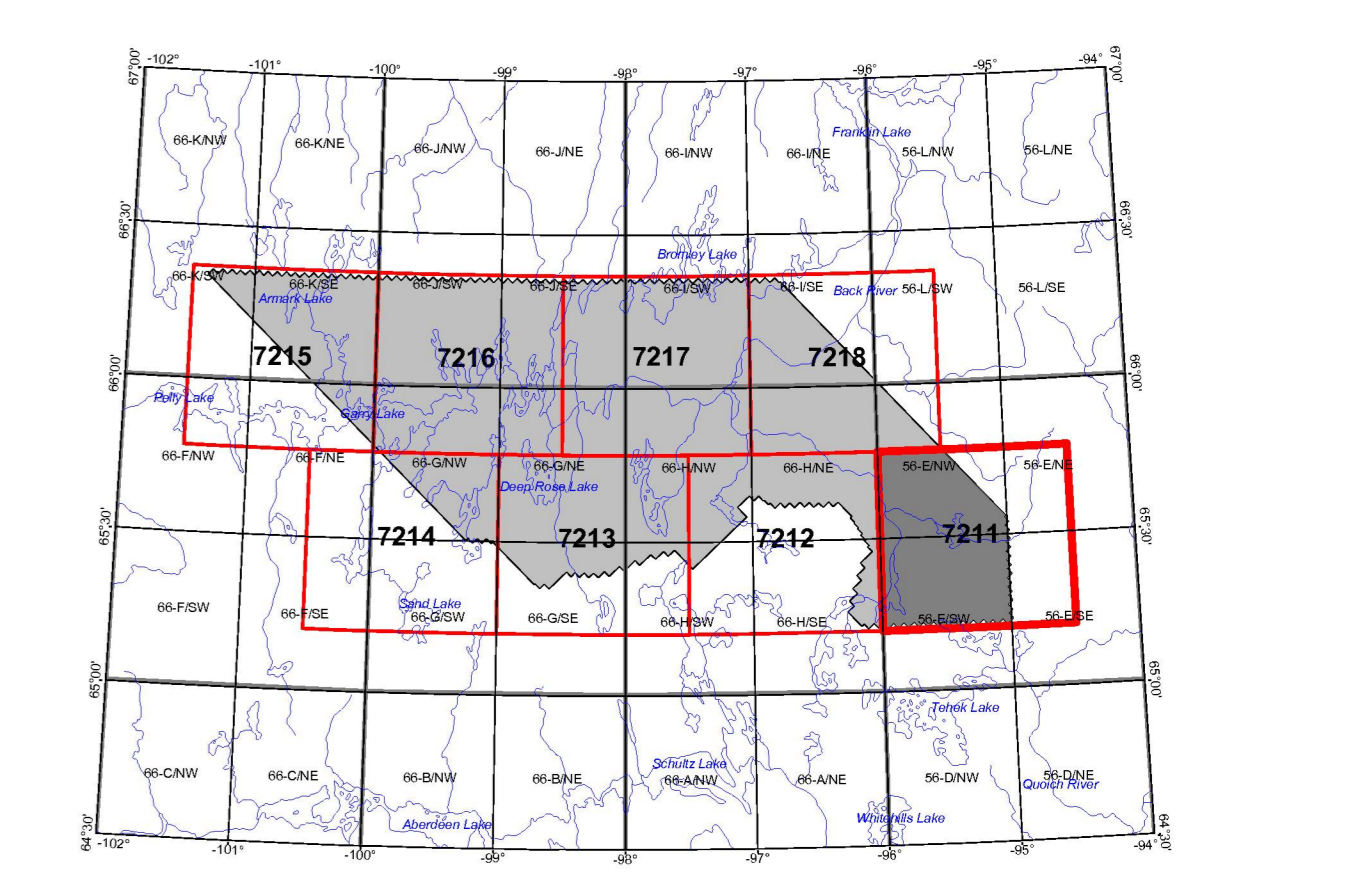 -102° -101° -100° -99° -98° -97° -96° -95° -94°
67°00' 67°00'
66-K/NW 66-K/NE 66-J/NW 66-J/NE 66-I/NW 66-I/NE 56-L/NW 56-L/NE
Franklin Lake
66°30' 66°30'
Bromley Lake
66-K/SW 66-K/SE 66-J/SW 66-J/SE 66-I/SW 66-I/SE 56-L/SW 56-L/SE
Armark Lake Back River
7215 7216 7217 7218
66°00' 66°00'
Pelly Lake Garry Lake
66-F/NW 66-F/NE 66-G/NW 66-G/NE 66-H/NW 66-H/NE 56-E/NW 56-E/NE
Deep Rose Lake
65°30' 65°30'
7214 7213 7212 7211
Sand Lake
66-F/SW 66-F/SE 66-G/SW 66-G/SE 66-H/SW 66-H/SE 56-E/SW 56-E/SE
65°00' 65°00'
Tehek Lake
Schultz Lake
66-C/NW 66-C/NE 66-B/NW 66-B/NE 66-A/NW 66-A/NE 56-D/NW 56-D/NE
Quoich River
Aberdeen Lake Whitehills Lake
64°30' 64°30'
-102° -101° -100° -99° -98° -97° -96° -95° -94°